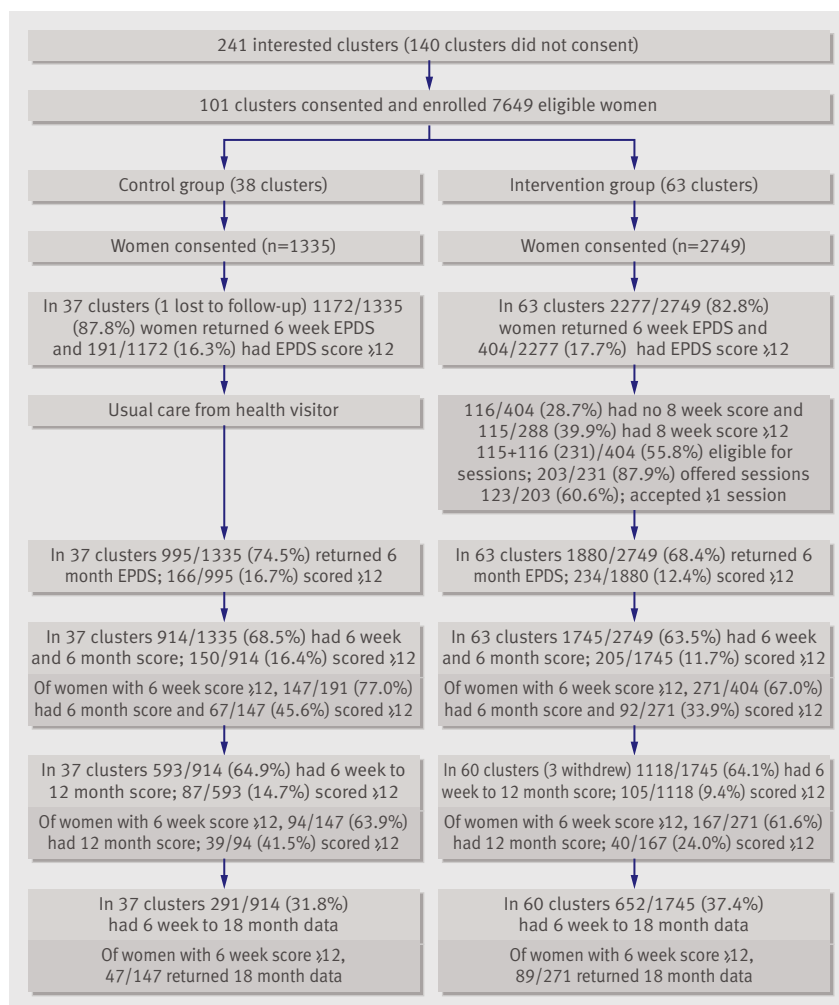 241 interested clusters (140 clusters did not consent)
101 clusters consented and enrolled 7649 eligible women
Control group (38 clusters)
Intervention group (63 clusters)
Women consented (n=1335)
Women consented (n=2749)
In 37 clusters (1 lost to follow-up) 1172/1335
(87.8%) women returned 6 week EPDS
and 191/1172 (16.3%) had EPDS score ≥12
In 63 clusters 2277/2749 (82.8%)
women returned 6 week EPDS and
404/2277 (17.7%) had EPDS score ≥12
Usual care from health visitor
116/404 (28.7%) had no 8 week score and
115/288 (39.9%) had 8 week score ≥12
115+116 (231)/404 (55.8%) eligible for
sessions; 203/231 (87.9%) offered sessions
123/203 (60.6%); accepted ≥1 session
In 37 clusters 995/1335 (74.5%) returned 6
month EPDS; 166/995 (16.7%) scored ≥12
In 63 clusters 1880/2749 (68.4%) returned 6
month EPDS; 234/1880 (12.4%) scored ≥12
In 37 clusters 914/1335 (68.5%) had 6 week
and 6 month score; 150/914 (16.4%) scored ≥12
Of women with 6 week score ≥12, 147/191 (77.0%)
had 6 month score and 67/147 (45.6%) scored ≥12
In 63 clusters 1745/2749 (63.5%) had 6 week
and 6 month score; 205/1745 (11.7%) scored ≥12
Of women with 6 week score ≥12, 271/404 (67.0%)
had 6 month score and 92/271 (33.9%) scored ≥12
In 37 clusters 593/914 (64.9%) had 6 week to
12 month score; 87/593 (14.7%) scored ≥12
Of women with 6 week score ≥12, 94/147 (63.9%)
had 12 month score; 39/94 (41.5%) scored ≥12
In 60 clusters (3 withdrew) 1118/1745 (64.1%) had 6
week to 12 month score; 105/1118 (9.4%) scored ≥12
Of women with 6 week score ≥12, 167/271 (61.6%)
had 12 month score; 40/167 (24.0%) scored ≥12
In 37 clusters 291/914 (31.8%)
had 6 week to 18 month data
Of women with 6 week score ≥12,
47/147 returned 18 month data
In 60 clusters 652/1745 (37.4%)
had 6 week to 18 month data
Of women with 6 week score ≥12,
89/271 returned 18 month data